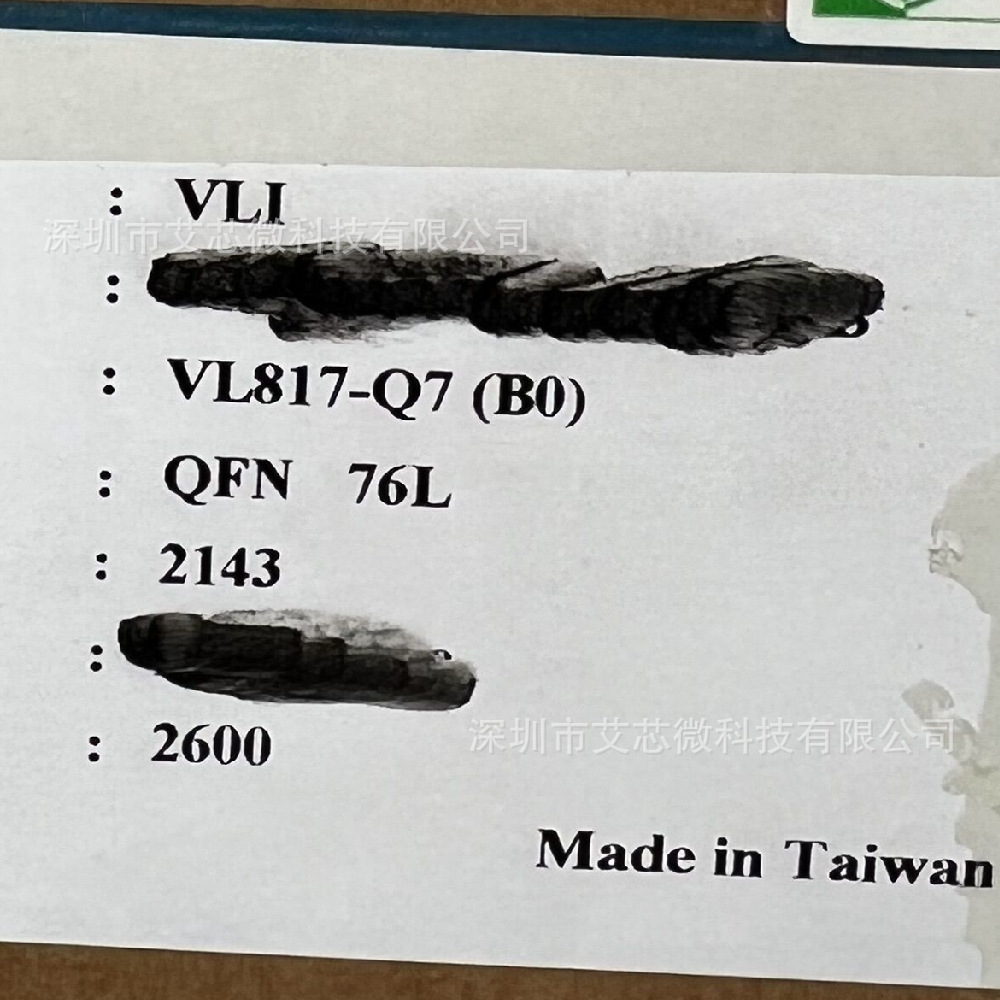 : VLI
深圳市艾芯微科技有限公司
:
: VL817-Q7 (B0)
: QFN 76L
: 2143
:
: 2600
深圳市艾芯微科技有限公司
Made in Taiwan